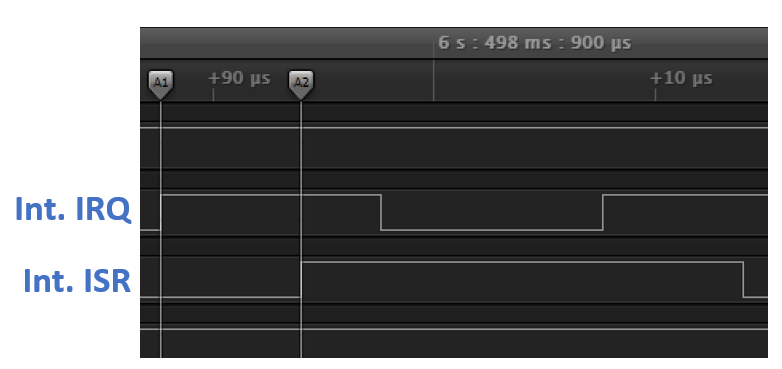 6 s : 498 ms : 900 µs
A1 +90 µs A2 +10 µs
Int. IRQ
Int. ISR